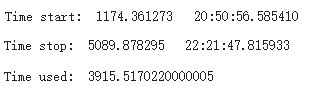 Time start:  1174.361273  20:50:56.585410
Time stop:  5089.878295  22:21:47.815933
Time used:  3915.5170220000005